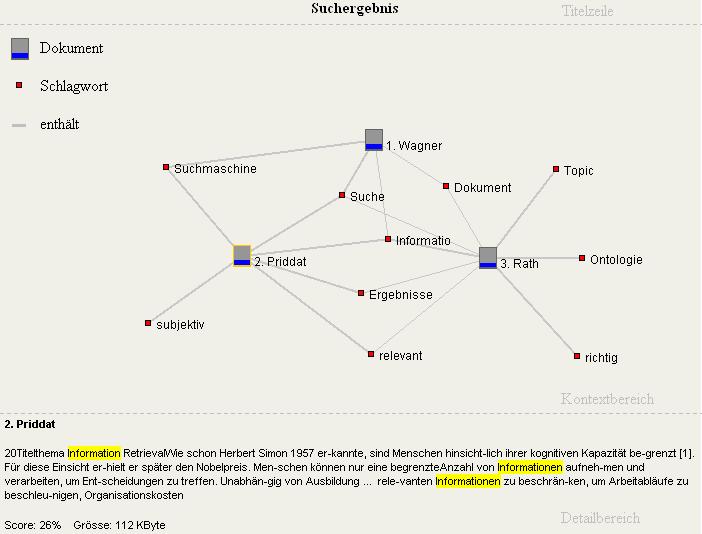 Suchergebnis
Titelzeile
Dokument
Schlagwort
enthält
1. Wagner
Suchmaschine
Topic
Dokument
Suche
Informatio
Ontologie
2. Priddat
3. Rath
Ergebnisse
subjektiv
relevant
richtig
Kontextbereich
2. Priddat
20Titelthema Information RetrievalWie schon Herbert Simon 1957 er-kannte, sind Menschen hinsicht-lich ihrer kognitiven Kapazität be-grenzt [1].
Für diese Einsicht er-hielt er später den Nobelpreis. Men-schen können nur eine begrenzteAnzahl von Informationen aufneh-men und
verarbeiten, um Ent-scheidungen zu treffen. Unabhän-gig von Ausbildung ... rele-vanten Informationen zu beschrän-ken, um Arbeitabläufe zu
beschleu-nigen, Organisationskosten
Score: 26% Grösse: 112 KByte
Detailbereich